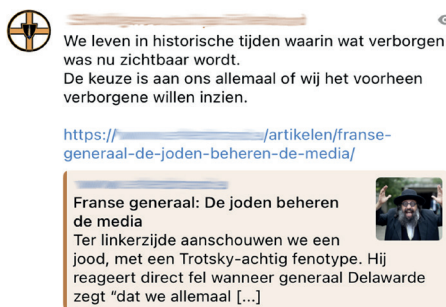 We leven in historische tijden waarin wat verborgen
was nu zichtbaar wordt.
De keuze is aan ons allemaal of wij het voorheen
verborgene willen inzien.
https:// /artikelen/franse-
generaal-de-joden-beheren-de-media/
Franse generaal: De joden beheren
de media
Ter linkerzijde aanschouwen we een
jood, met een Trotsky-achtig fenotype. Hij
reageert direct fel wanneer generaal Delawarde
zegt “dat we allemaal [...]